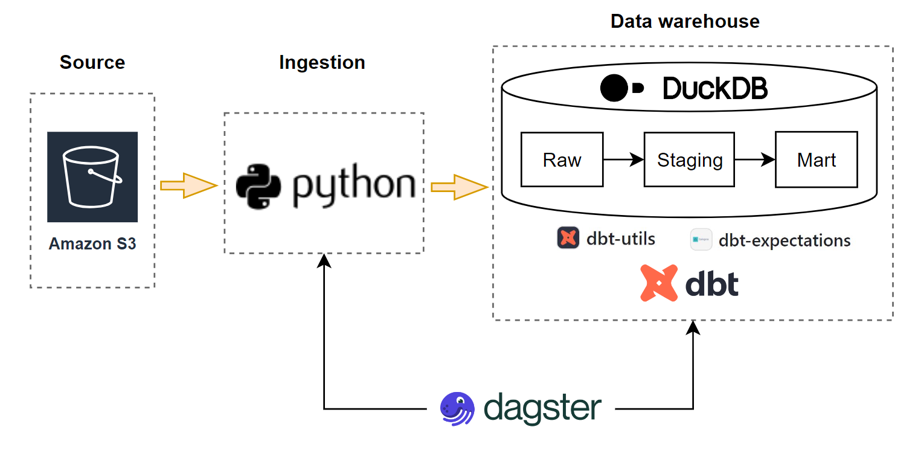 Data warehouse
Source
Ingestion
DuckDB
Raw
Staging
Mart
python
Amazon S3
dbt-utils
dbt-expectations
dbt
dagster